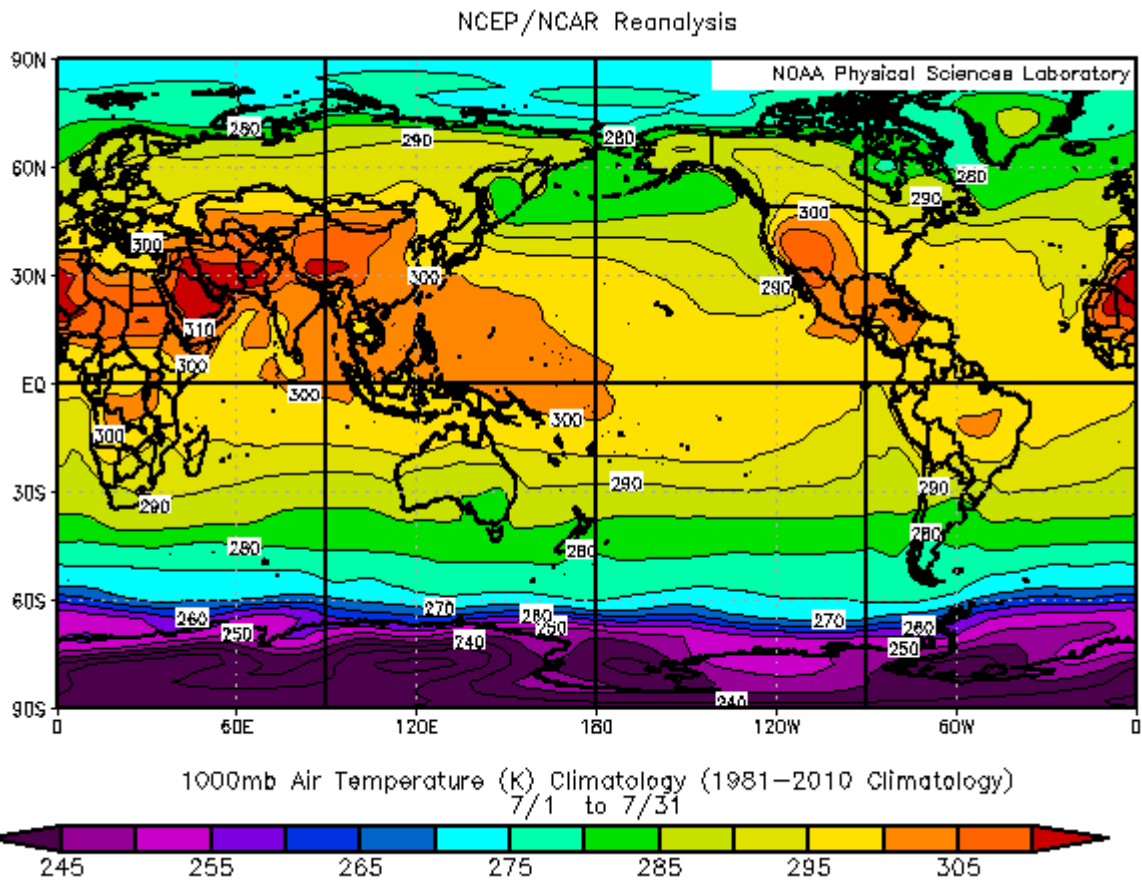 NCEP/NCAR Reanalysis
90N
NOAA Physical Sciences Laboratory
280
290
280
60N
280
290
300
300
30N
300
290
310
300
EQ
300
300
300
30S
290
290
290
280
280
280
60S
260
250
270
280
250
240
270
260
250
240
90S
0
60E
120E
180
120W
60W
0
1000mb Air Temperature (K) Climatology (1981-2010 Climatology)
7/1 to 7/31
245
255
265
275
285
295
305